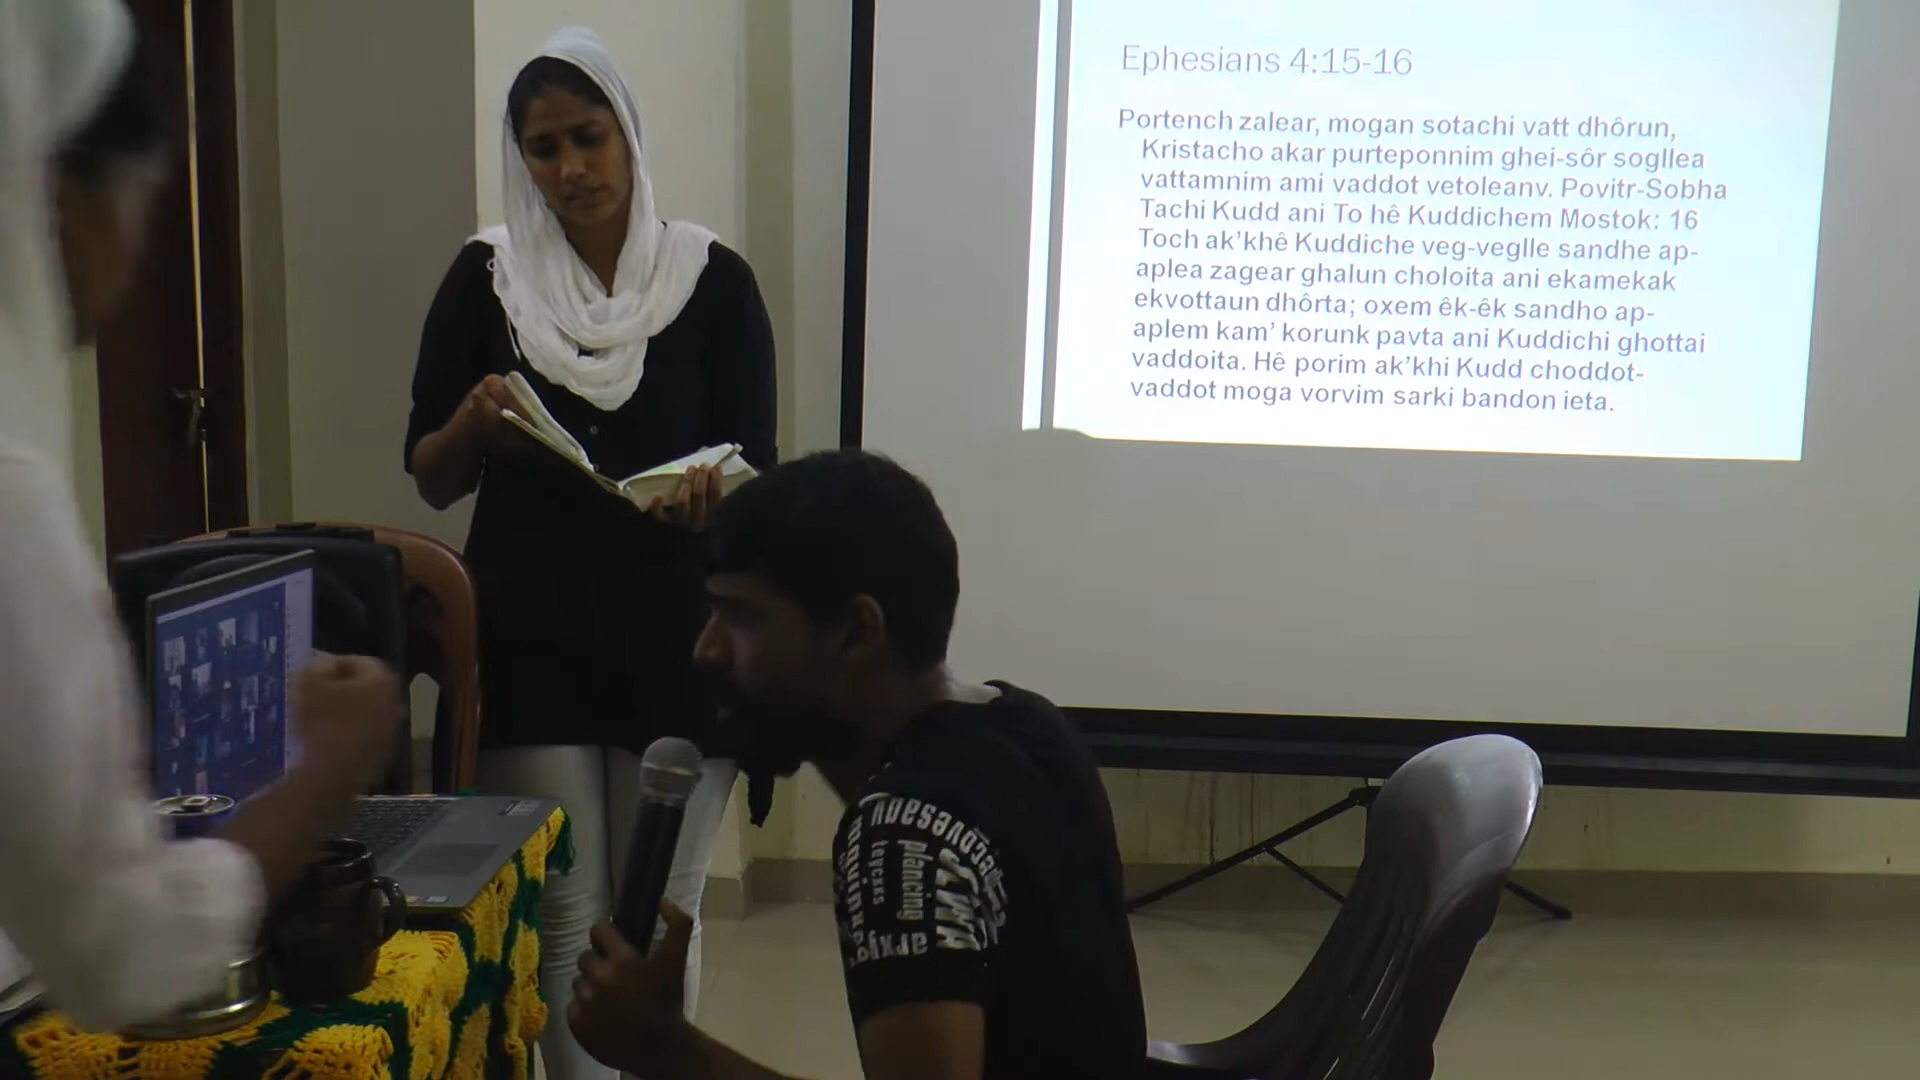 Ephesians 4:15-16
Portench zalear, mogan sotachi vatt dhôrun,
Kristacho akar purteponnim ghei-sôr sogllea
vattamnim ami vaddot vetoleanv. Povitr-Sobha
Tachi Kudd ani To hê Kuddichem Mostok: 16
Toch ak’khê Kuddiche veg-veglle sandhe ap-
aplea zagear ghalun choloita ani ekamekak
ekvottaun dhôrta; oxem êk-êk sandho ap-
aplem kam’ korunk pavta ani Kuddichi ghottai
vaddoita. Hê porim ak’khi Kudd choddot-
vaddot moga vorvim sarki bandon ieta.
plancing